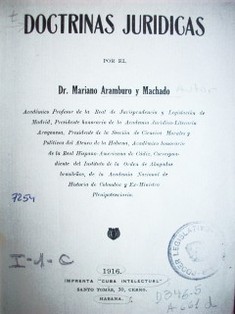 DOCTRINAS JURIDICAS
POR EL
Dr. Mariano Aramburo y Machado
Académico Profesor de la Real de Jurisprudencia y Legislación de
Madrid, Presidente honorario de la Academia Jurídico-Literaria
Aragonesa, Presidente de la Sección de Ciencias Morales y
Políticas del Ateneo de la Habana, Académico honorario
de la Real Hispano-Americana de Cádiz, Correspon-
diente del Instituto de la Orden de Abogados
brasileños, de la Academia Nacional de
Historia de Colombia y Ex-Ministro
Plenipotenciario.
7254
I-1-C
1916.
IMPRENTA "CUBA INTELECTUAL"
SANTO TOMÁS, 30, CERRO.
HABANA.